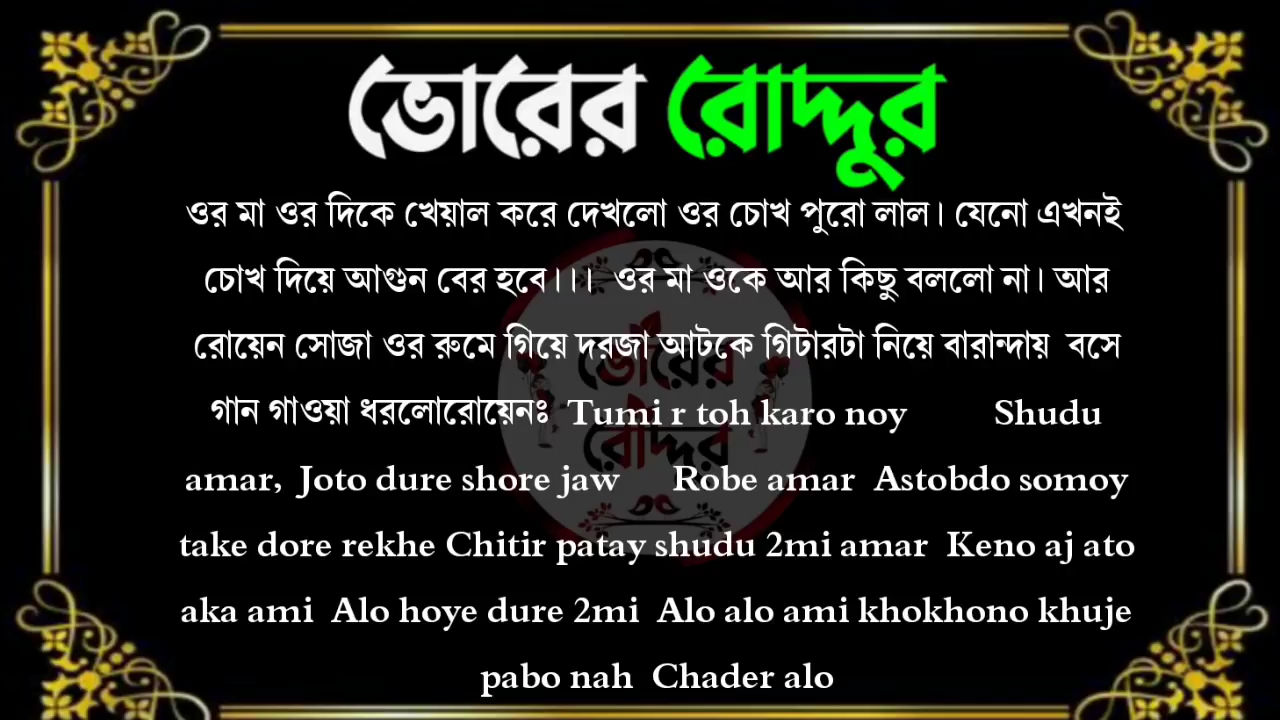 ভোরের রোদ্দুর
ওর মা ওর দিকে খেয়াল করে দেখলো ওর চোখ পুরো লাল। যেনো এখনই
চোখ দিয়ে আগুন বের হবে।।। ওর মা ওকে আর কিছু বললো না। আর
রোয়েন সোজা ওর রুমে গিয়ে দরজা আটকে গিটারটা নিয়ে বারান্দায় বসে
গান গাওয়া ধরলোরোয়েনঃ Tumi r toh karo noy Shudu
amar, Joto dure shore jaw Robe amar Astobdo somoy
take dore rekhe Chitir patay shudu 2mi amar Keno aj ato
aka ami Alo hoye dure 2mi Alo alo ami khokhono khuje
pabo nah Chader alo
ভোরের
রোদ্দুর